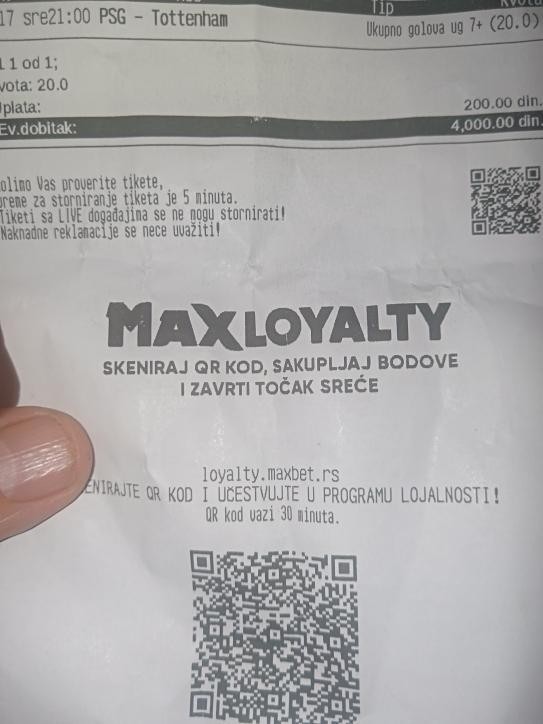 Tip
17 sre21:00 PSG - Tottenham
Ukupno golova ug 7+ (20.0)
1 od 1;
vota: 20.0
plata:
200.00 din.
Ev.dobitak:
4,000.00 din.
olimo Vas proverite tikete,
reme za storniranje tiketa je 5 minuta.
Tiketi sa LIVE događajima se ne mogu stornirati!
Naknadne reklamacije se nece uvažiti!
MAXLOYALTY
SKENIRAJ QR KOD, SAKUPLJAJ BODOVE
I ZAVRTI TOČAK SREĆE
loyalty.maxbet.rs
ENIRAJTE QR KOD I UČESTVUJTE U PROGRAMU LOJALNOSTI!
QR kod vazi 30 minuta.